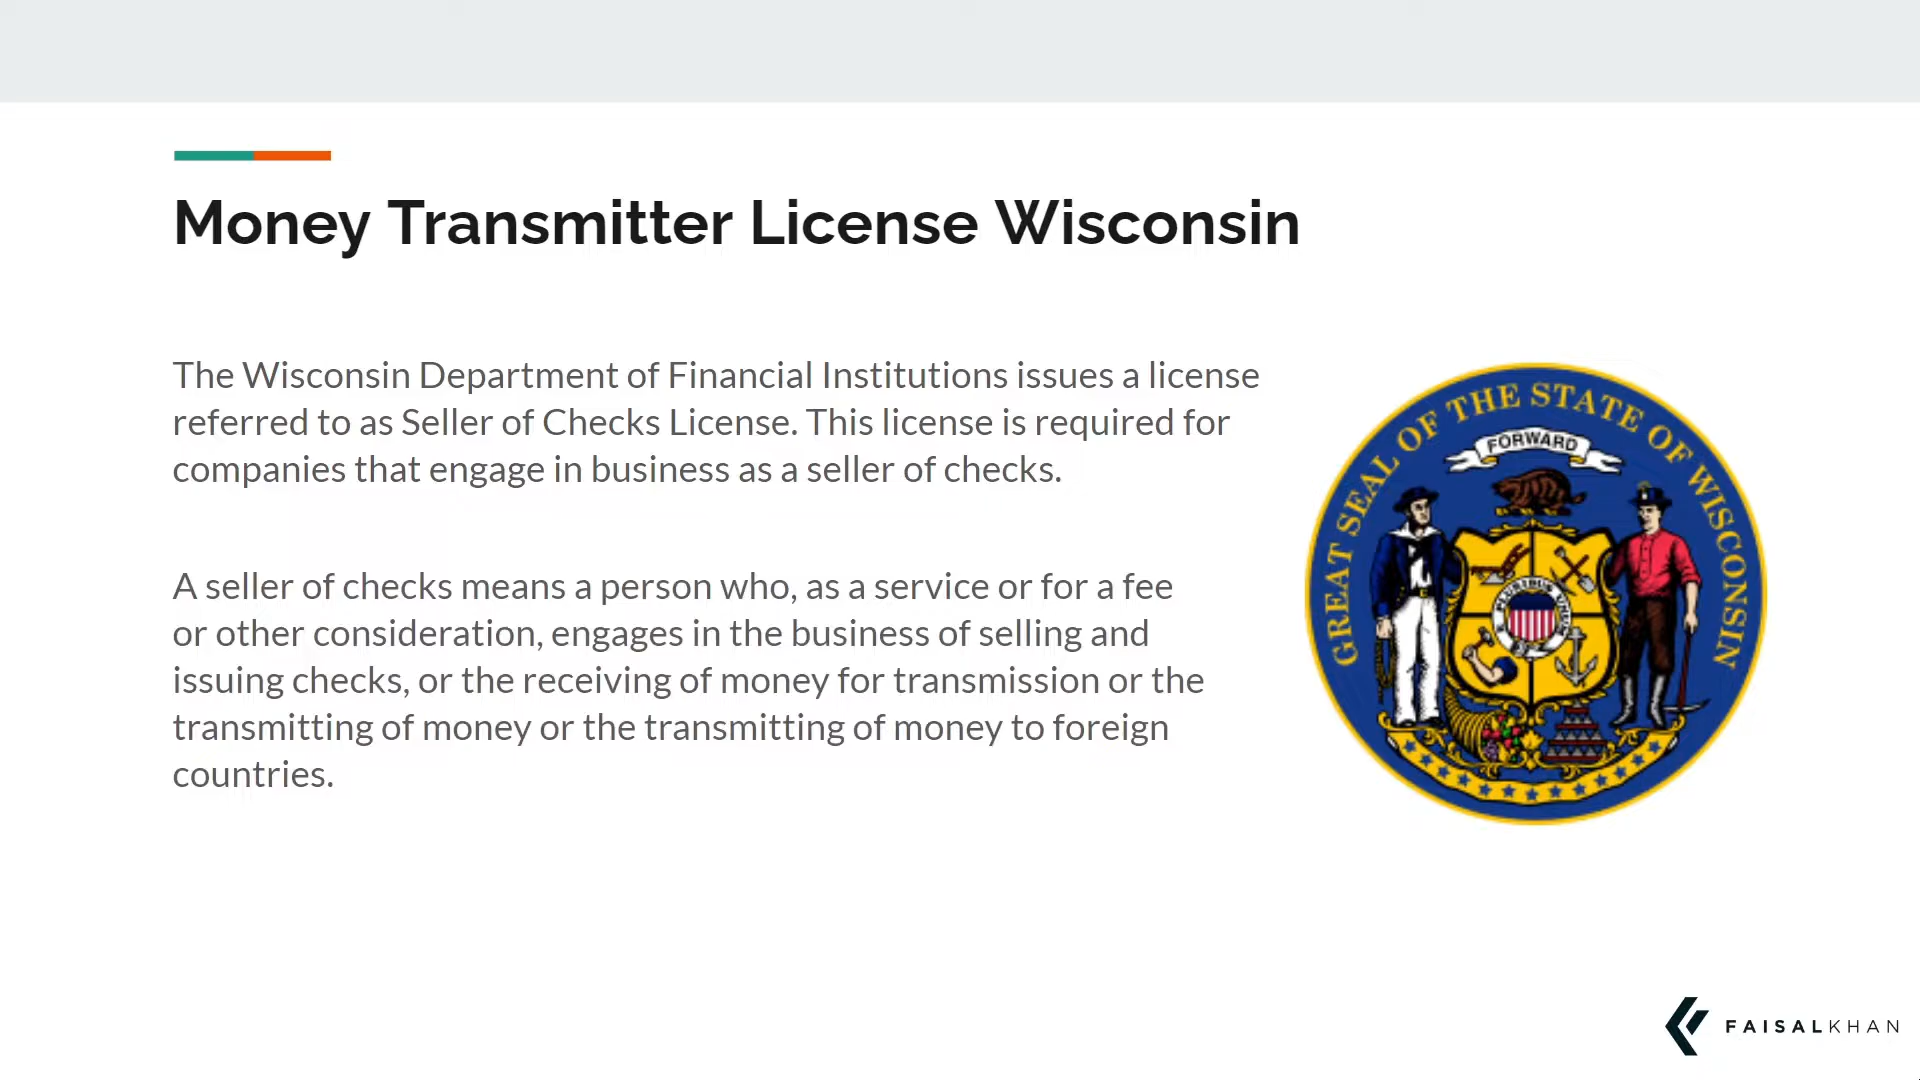 Money Transmitter License Wisconsin
The Wisconsin Department of Financial Institutions issues a license
referred to as Seller of Checks License. This license is required for
companies that engage in business as a seller of checks.
A seller of checks means a person who, as a service or for a fee
or other consideration, engages in the business of selling and
issuing checks, or the receiving of money for transmission or the
transmitting of money or the transmitting of money to foreign
countries.
GREAT SEAL OF THE STATE OF WISCONSIN
FORWARD
E PLURIBUS UNUM
FAISALKHAN